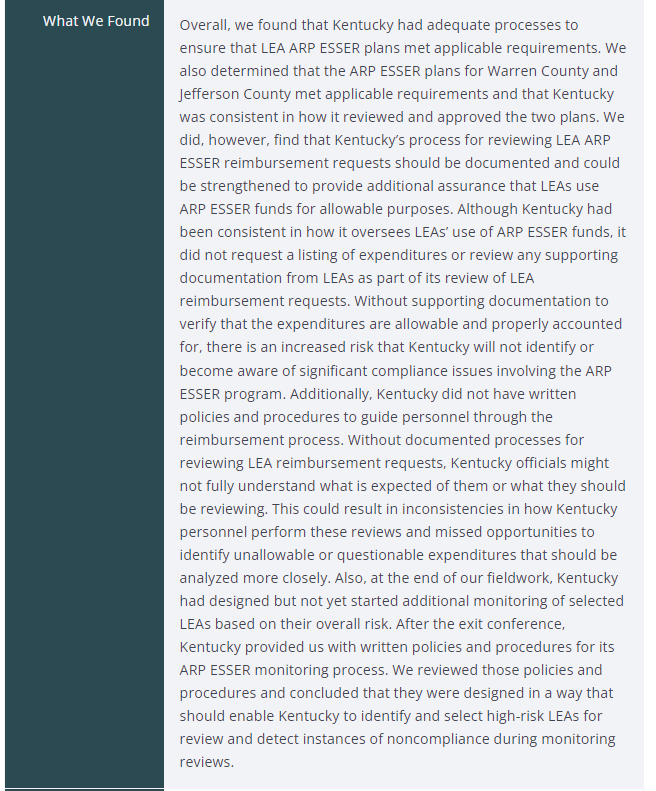 What We Found
Overall, we found that Kentucky had adequate processes to
ensure that LEA ARP ESSER plans met applicable requirements. We
also determined that the ARP ESSER plans for Warren County and
Jefferson County met applicable requirements and that Kentucky
was consistent in how it reviewed and approved the two plans. We
did, however, find that Kentucky’s process for reviewing LEA ARP
ESSER reimbursement requests should be documented and could
be strengthened to provide additional assurance that LEAs use
ARP ESSER funds for allowable purposes. Although Kentucky had
been consistent in how it oversees LEAs’ use of ARP ESSER funds, it
did not request a listing of expenditures or review any supporting
documentation from LEAs as part of its review of LEA
reimbursement requests. Without supporting documentation to
verify that the expenditures are allowable and properly accounted
for, there is an increased risk that Kentucky will not identify or
become aware of significant compliance issues involving the ARP
ESSER program. Additionally, Kentucky did not have written
policies and procedures to guide personnel through the
reimbursement process. Without documented processes for
reviewing LEA reimbursement requests, Kentucky officials might
not fully understand what is expected of them or what they should
be reviewing. This could result in inconsistencies in how Kentucky
personnel perform these reviews and missed opportunities to
identify unallowable or questionable expenditures that should be
analyzed more closely. Also, at the end of our fieldwork, Kentucky
had designed but not yet started additional monitoring of selected
LEAs based on their overall risk. After the exit conference,
Kentucky provided us with written policies and procedures for its
ARP ESSER monitoring process. We reviewed those policies and
procedures and concluded that they were designed in a way that
should enable Kentucky to identify and select high-risk LEAs for
review and detect instances of noncompliance during monitoring
reviews.